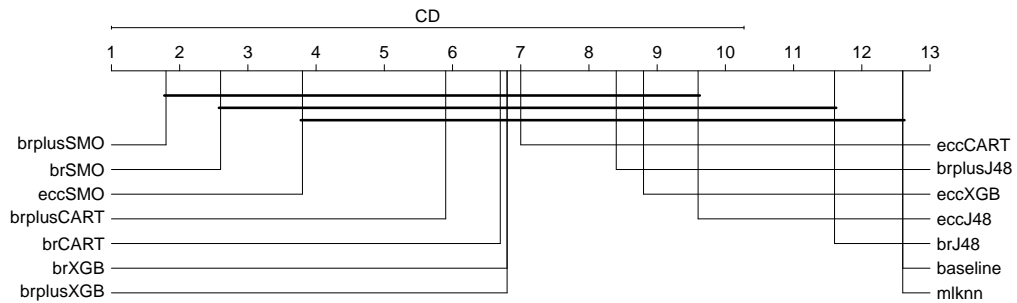 CD
1 2 3 4 5 6 7 8 9 10 11 12 13
brplusSMO eccCART
brSMO brplusJ48
eccSMO eccXGB
brplusCART eccJ48
brCART brJ48
brXGB baseline
brplusXGB mlknn